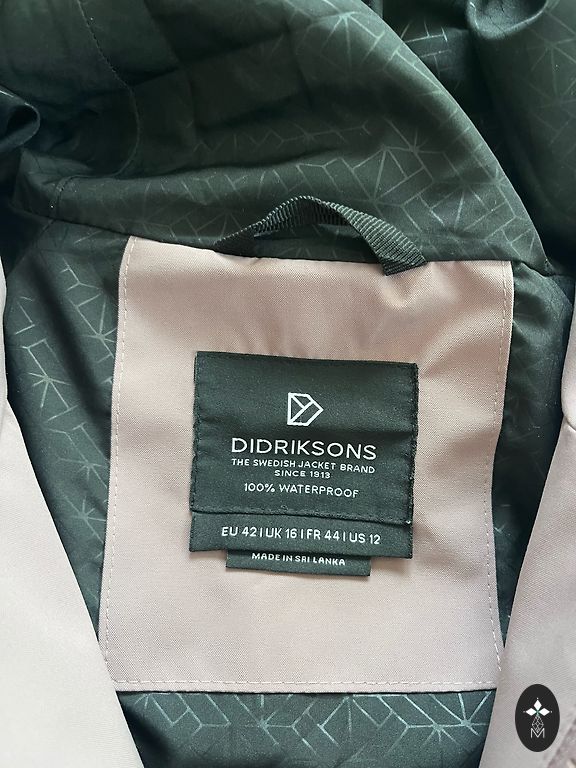 DIDRIKSONS
THE SWEDISH JACKET BRAND
SINCE 1913
100% WATERPROOF
EU 42 | UK 16 | FR 44 | US 12
MADE IN SRI LANKA
M